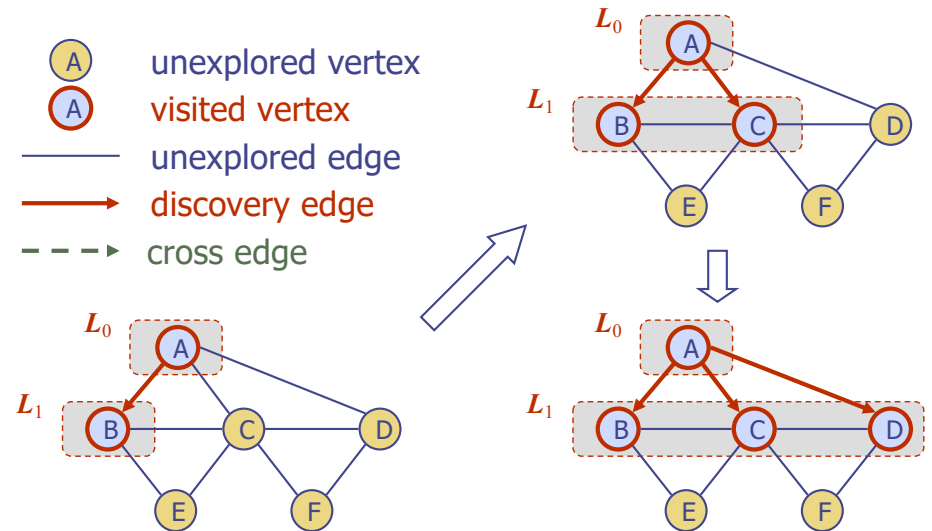 A unexplored vertex
A visited vertex
unexplored edge
discovery edge
cross edge
L0
A
L1
B C D
E F
L0
A
L1
B C D
E F
L0
A
L1
B C D
E F